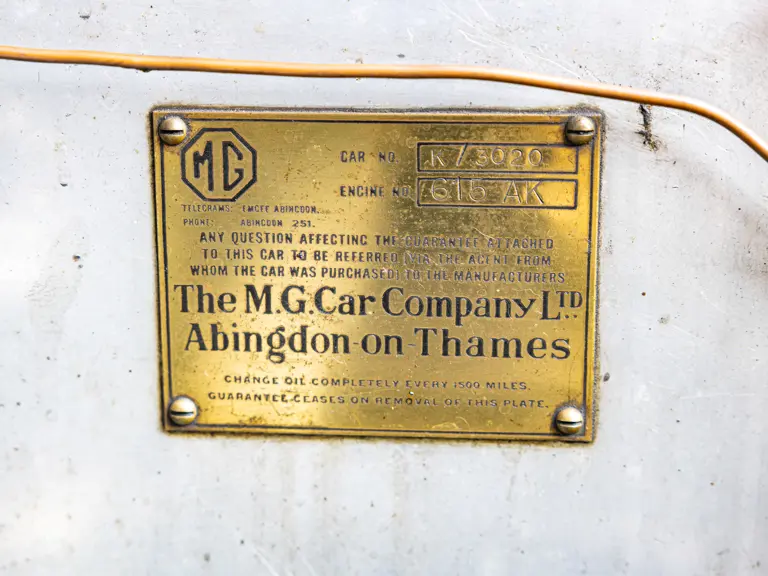 MG
CAR NO. K/3020
ENGINE NO 615 AK
TELEGRAMS: EMGEE ABINGDON.
PHONE: ABINGDON 251.
ANY QUESTION AFFECTING THE GUARANTEE ATTACHED
TO THIS CAR TO BE REFERRED (VIA THE AGENT FROM
WHOM THE CAR WAS PURCHASED) TO THE MANUFACTURERS
The M.G. Car Company LTD.
Abingdon-on-Thames
CHANGE OIL COMPLETELY EVERY 1500 MILES.
GUARANTEE CEASES ON REMOVAL OF THIS PLATE.